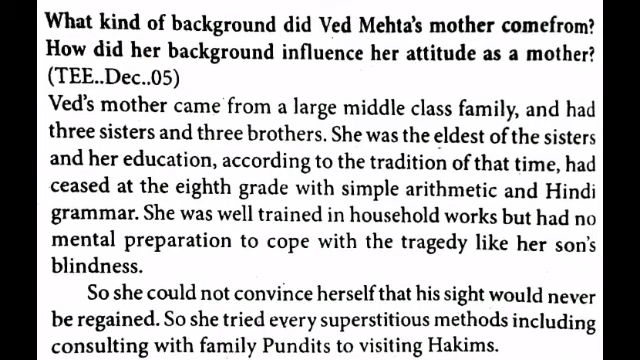 What kind of background did Ved Mehta's mother comefrom?
How did her background influence her attitude as a mother?
(TEE..Dec..05)
Ved's mother came from a large middle class family, and had
three sisters and three brothers. She was the eldest of the sisters
and her education, according to the tradition of that time, had
ceased at the eighth grade with simple arithmetic and Hindi
grammar. She was well trained in household works but had no
mental preparation to cope with the tragedy like her son's
blindness.
So she could not convince herself that his sight would never
be regained. So she tried every superstitious methods including
consulting with family Pundits to visiting Hakims.